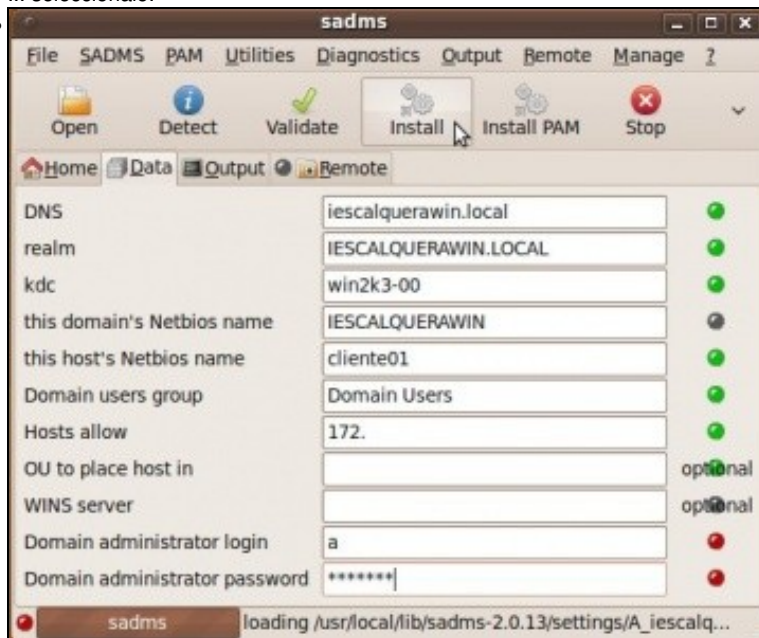 sadms
File SADMS PAM Utilities Diagnostics Output Remote Manage ?
Open Detect Validate Install Install PAM Stop
Home Data Output Remote
DNS iescalquerawin.local
realm IESCALQUERAWIN.LOCAL
kdc win2k3-00
this domain's Netbios name IESCALQUERAWIN
this host's Netbios name cliente01
Domain users group Domain Users
Hosts allow 172.
OU to place host in optional
WINS server optional
Domain administrator login a
Domain administrator password *******
sadms loading /usr/local/lib/sadms-2.0.13/settings/A_iescalq...